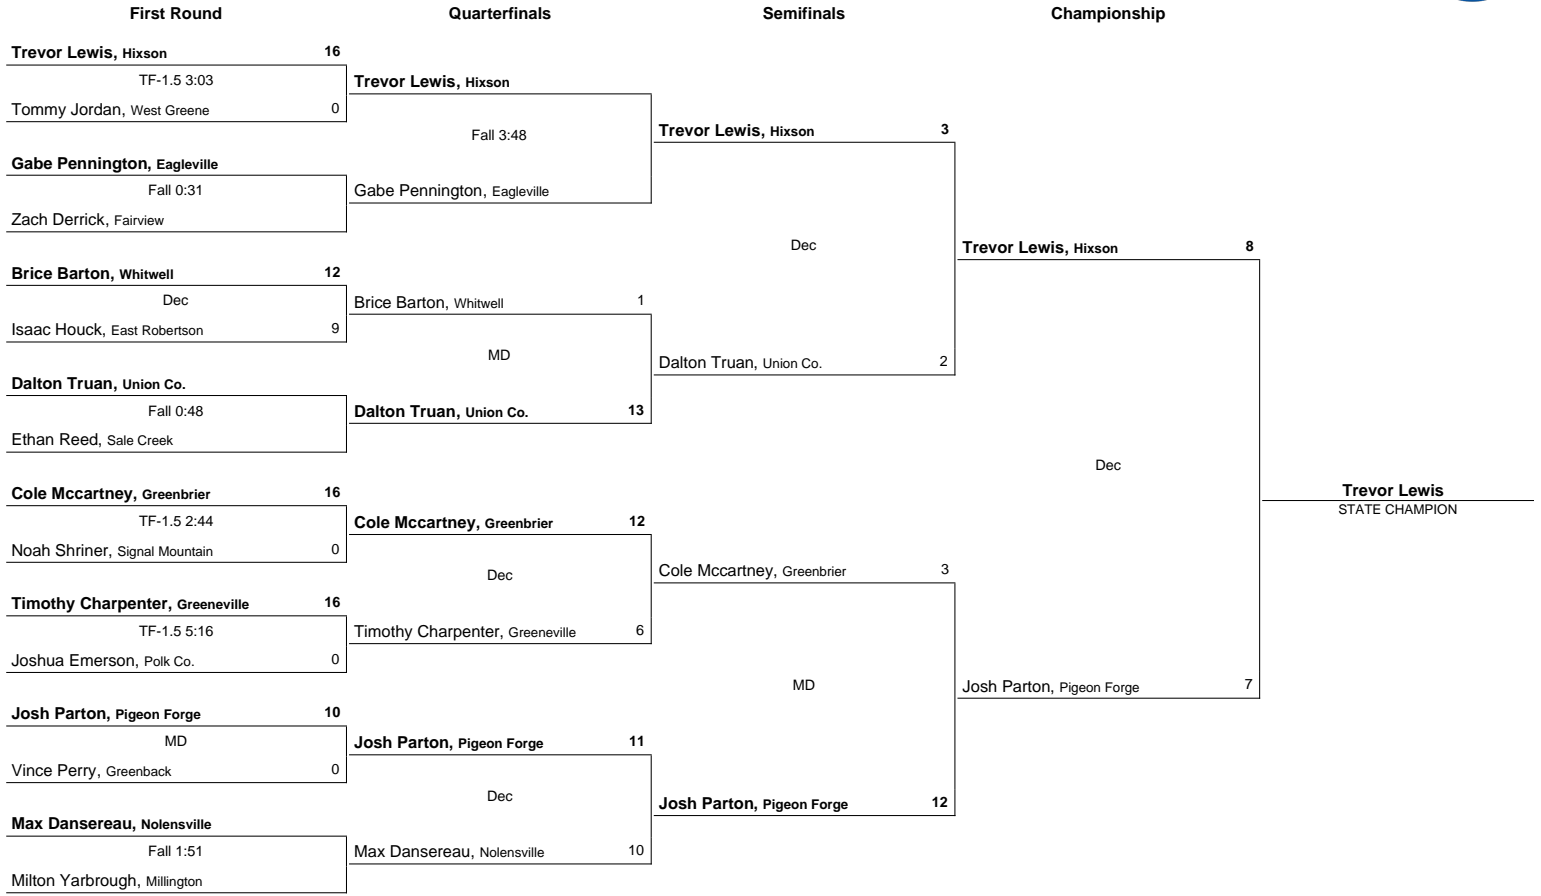 First Round
Quarterfinals
Semifinals
Championship
Trevor Lewis, Hixson 16
TF-1.5 3:03
Tommy Jordan, West Greene 0
Gabe Pennington, Eagleville
Fall 0:31
Zach Derrick, Fairview
Brice Barton, Whitwell 12
Dec
Isaac Houck, East Robertson 9
Dalton Truan, Union Co.
Fall 0:48
Ethan Reed, Sale Creek
Cole Mccartney, Greenbrier 16
TF-1.5 2:44
Noah Shriner, Signal Mountain 0
Timothy Charpenter, Greeneville 16
TF-1.5 5:16
Joshua Emerson, Polk Co. 0
Josh Parton, Pigeon Forge 10
MD
Vince Perry, Greenback 0
Max Dansereau, Nolensville
Fall 1:51
Milton Yarbrough, Millington
Trevor Lewis, Hixson
Fall 3:48
Gabe Pennington, Eagleville
Brice Barton, Whitwell 1
MD
Dalton Truan, Union Co. 13
Cole Mccartney, Greenbrier 12
Dec
Timothy Charpenter, Greeneville 6
Josh Parton, Pigeon Forge 11
Dec
Max Dansereau, Nolensville 10
Trevor Lewis, Hixson 3
Dec
Dalton Truan, Union Co. 2
Cole Mccartney, Greenbrier 3
MD
Josh Parton, Pigeon Forge 12
Trevor Lewis, Hixson 8
Dec
Josh Parton, Pigeon Forge 7
Trevor Lewis
STATE CHAMPION